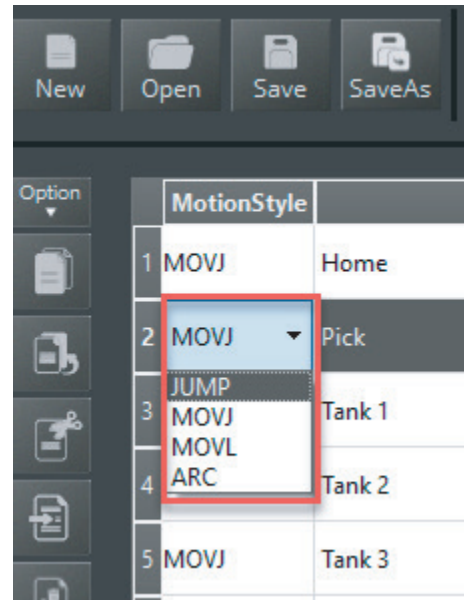 New Open Save SaveAs
Option
MotionStyle
1 MOVJ Home
2 MOVJ Pick
JUMP
3 MOVJ Tank 1
MOVL
4 ARC Tank 2
5 MOVJ Tank 3